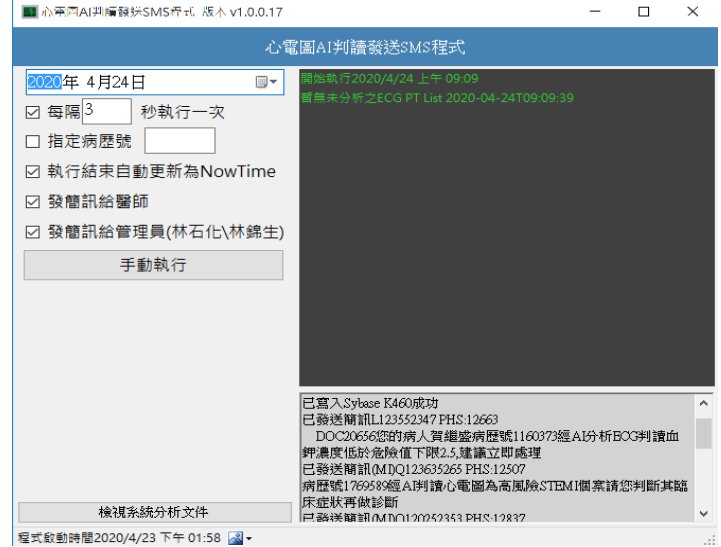 心電圖AI判讀發送SMS程式 版本 v1.0.0.17
心電圖AI判讀發送SMS程式
2020年 4月24日
每隔 3 秒執行一次
指定病歷號
執行結束自動更新為NowTime
發簡訊給醫師
發簡訊給管理員(林石化\林錦生)
手動執行
檢視系統分析文件
程式啟動時間2020/4/23 下午 01:58
開始執行2020/4/24 上午 09:09
暫無未分析之ECG PT List 2020-04-24T09:09:39
已寫入Sybase K460成功
已發送簡訊L123552347 PHS:12663
DOC20656您的病人賀繼盛病歷號1160373經AI分析ECG判讀血
鉀濃度低於危險值下限2.5,建議立即處理
已發送簡訊(MI)Q123635265 PHS:12507
病歷號1769589經AI判讀心電圖為高風險STEMI個案請您判斷其臨
床症狀再做診斷
已發送簡訊(MI)Q120252353 PHS:12837